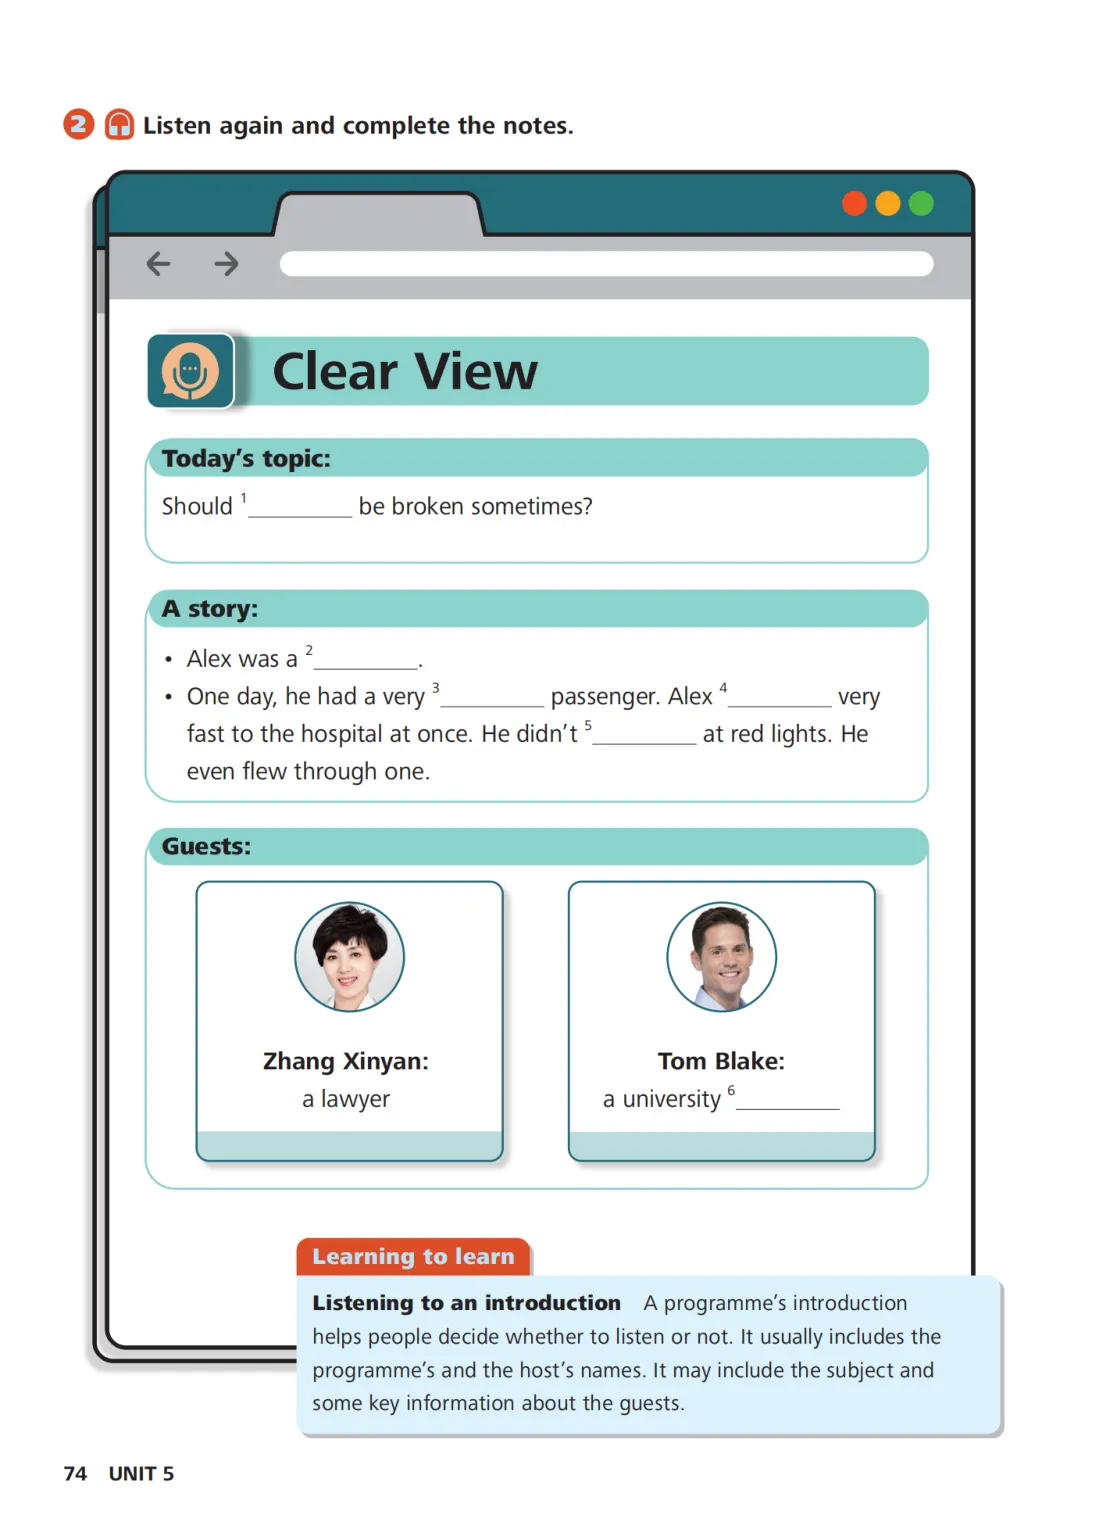 2 Listen again and complete the notes.
Clear View
Today's topic:
Should 1_________ be broken sometimes?
A story:
• Alex was a 2_________.
• One day, he had a very 3_________ passenger. Alex 4_________ very
fast to the hospital at once. He didn't 5_________ at red lights. He
even flew through one.
Guests:
Zhang Xinyan:
a lawyer
Tom Blake:
a university 6_________
Learning to learn
Listening to an introduction A programme's introduction
helps people decide whether to listen or not. It usually includes the
programme's and the host's names. It may include the subject and
some key information about the guests.
74 UNIT 5